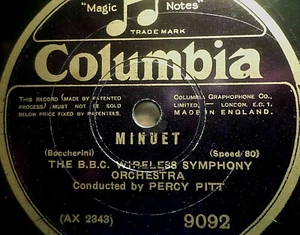 "Magic Notes"
TRADE MARK
Columbia
THIS RECORD (MADE BY PATENTED
PROCESS) MUST NOT BE SOLD
BELOW PRICE FIXED BY PATENTEES.
COLUMBIA GRAPHOPHONE CO.,
LIMITED, — LONDON, E.C.1.
MADE IN ENGLAND.
MINUET
(Boccherini) (Speed/80)
THE B.B.C. WIRELESS SYMPHONY
ORCHESTRA
Conducted by PERCY PITT
(AX 2343) 9092